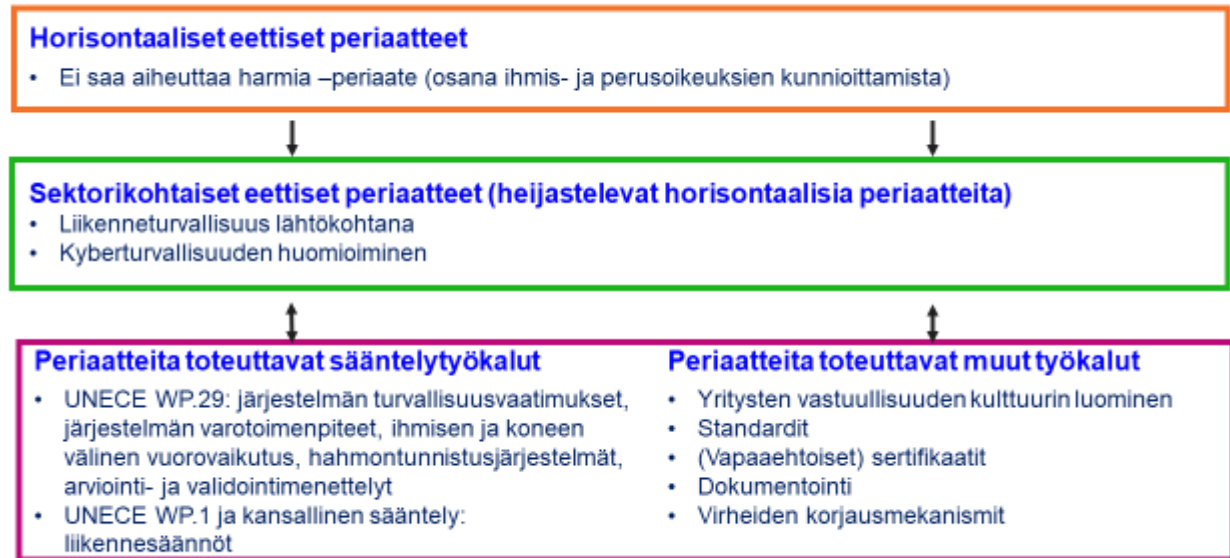 Horisontaaliset eettiset periaatteet
• Ei saa aiheuttaa harmia –periaate (osana ihmis- ja perusoikeuksien kunnioittamista)
Sektorikohtaiset eettiset periaatteet (heijastelevat horisontaalisia periaatteita)
• Liikenneturvallisuus lähtökohtana
• Kyberturvallisuuden huomioiminen
Periaatteita toteuttavat sääntelytyökalut
• UNECE WP.29: järjestelmän turvallisuusvaatimukset,
järjestelmän varotoimenpiteet, ihmisen ja koneen
välinen vuorovaikutus, hahmontunnistusjärjestelmät,
arviointi- ja validointimenettelyt
• UNECE WP.1 ja kansallinen sääntely:
liikennesäännöt
Periaatteita toteuttavat muut työkalut
• Yritysten vastuullisuuden kulttuurin luominen
• Standardit
• (Vapaaehtoiset) sertifikaatit
• Dokumentointi
• Virheiden korjausmekanismit